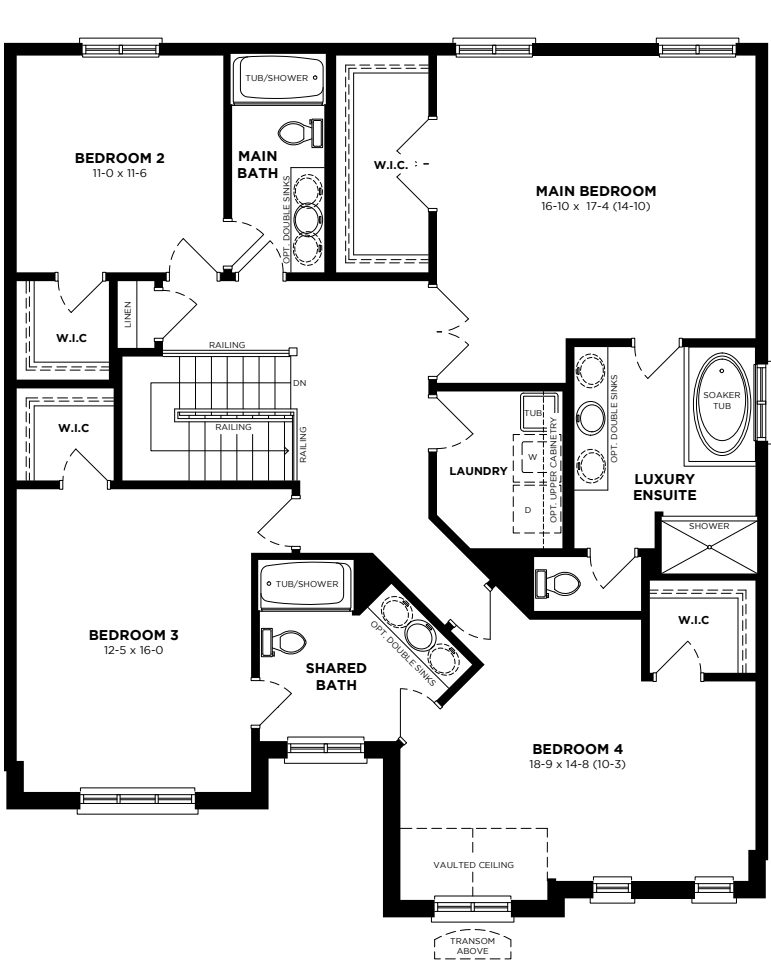 TUB/SHOWER
BEDROOM 2
11-0 x 11-6
MAIN
BATH
W.I.C.
MAIN BEDROOM
16-10 x 17-4 (14-10)
OPT. DOUBLE SINKS
LINEN
W.I.C
RAILING
DN
W.I.C
RAILING
RAILING
TUB
W
D
OPT. UPPER CABINETRY
LAUNDRY
OPT. DOUBLE SINKS
SOAKER
TUB
LUXURY
ENSUITE
SHOWER
TUB/SHOWER
BEDROOM 3
12-5 x 16-0
SHARED
BATH
OPT. DOUBLE SINKS
W.I.C
BEDROOM 4
18-9 x 14-8 (10-3)
VAULTED CEILING
TRANSOM
ABOVE